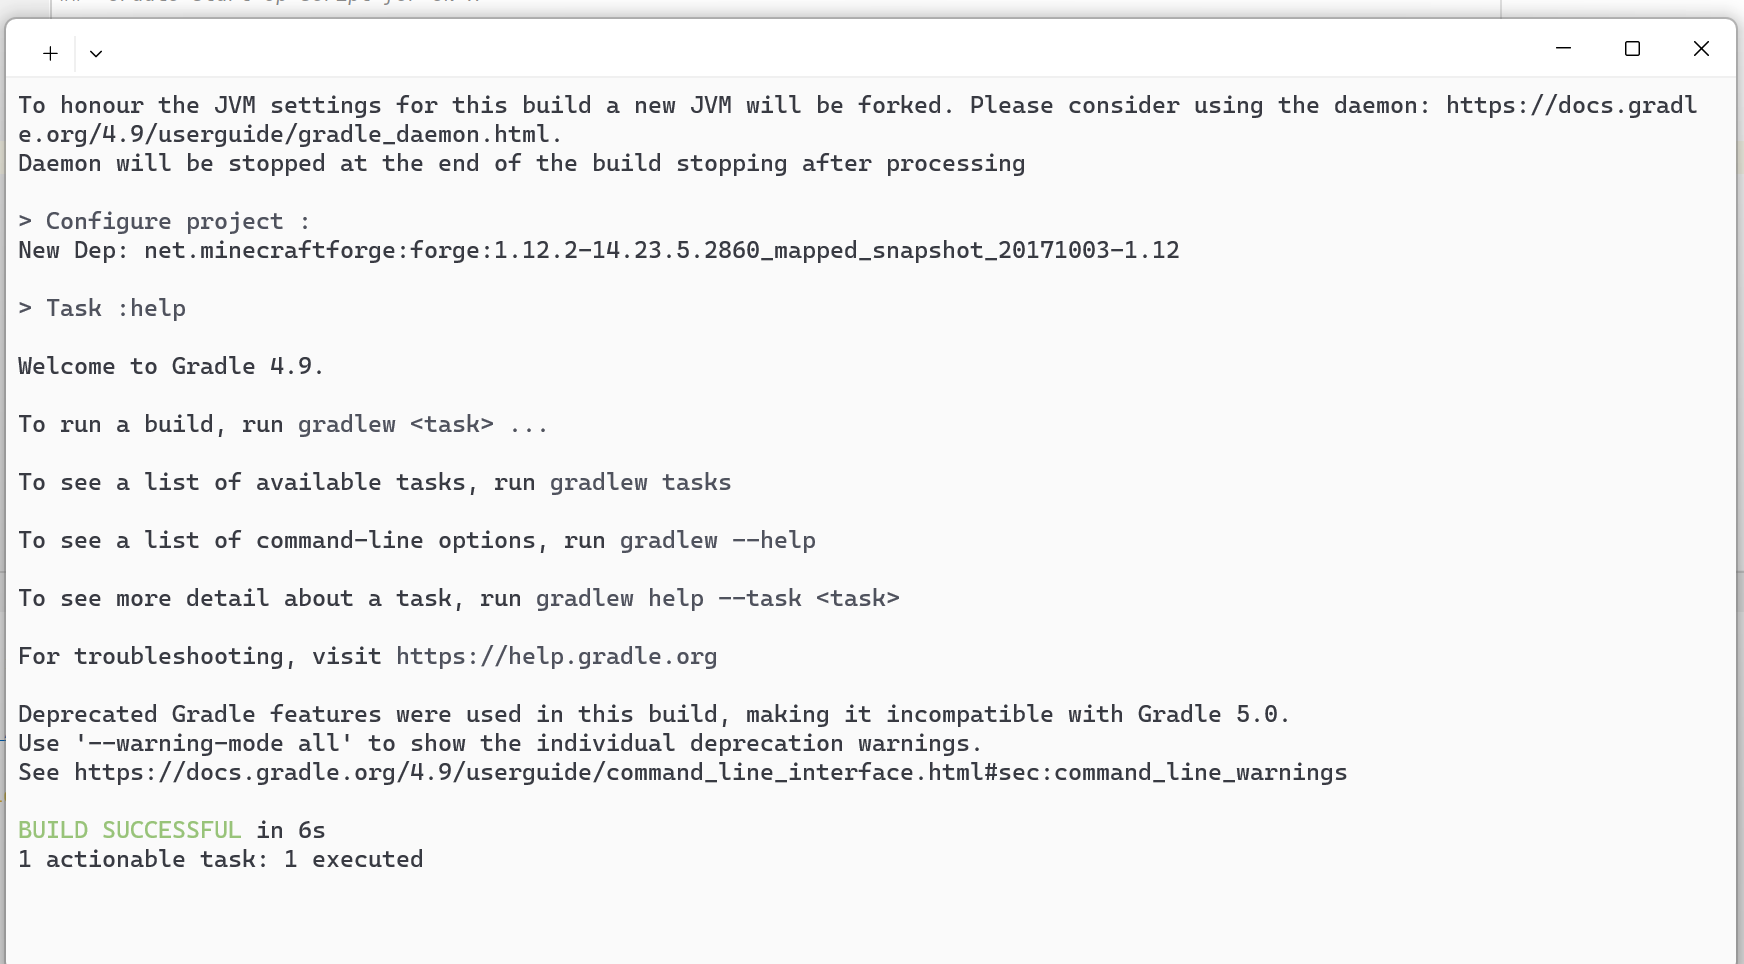 To honour the JVM settings for this build a new JVM will be forked. Please consider using the daemon: https://docs.gradl
e.org/4.9/userguide/gradle_daemon.html.
Daemon will be stopped at the end of the build stopping after processing
> Configure project :
New Dep: net.minecraftforge:forge:1.12.2-14.23.5.2860_mapped_snapshot_20171003-1.12
> Task :help
Welcome to Gradle 4.9.
To run a build, run gradlew <task> ...
To see a list of available tasks, run gradlew tasks
To see a list of command-line options, run gradlew --help
To see more detail about a task, run gradlew help --task <task>
For troubleshooting, visit https://help.gradle.org
Deprecated Gradle features were used in this build, making it incompatible with Gradle 5.0.
Use '--warning-mode all' to show the individual deprecation warnings.
See https://docs.gradle.org/4.9/userguide/command_line_interface.html#sec:command_line_warnings
BUILD SUCCESSFUL in 6s
1 actionable task: 1 executed